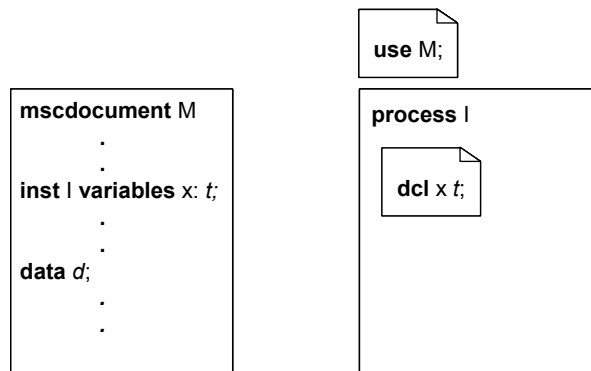 use M;
mscdocument M
.
.
inst I variables x: t;
.
.
data d;
.
.
process I
dcl x t;